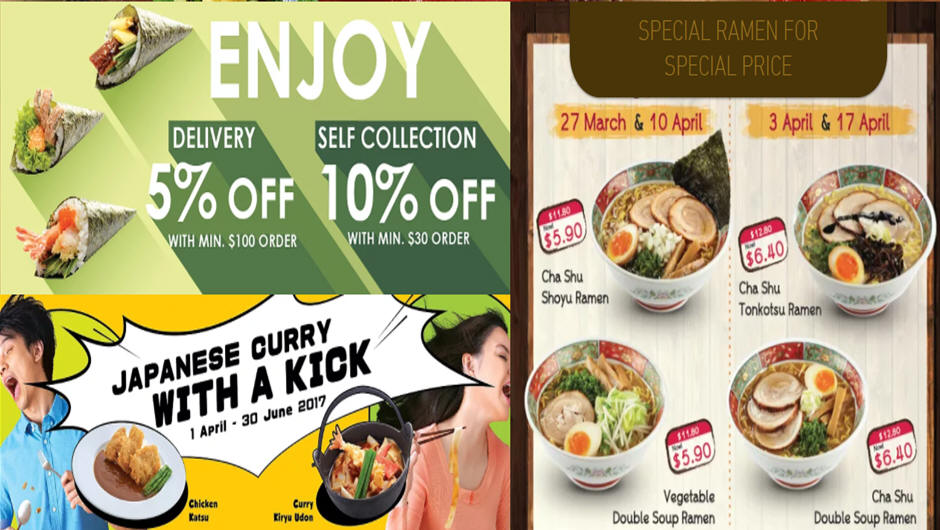 ENJOY
DELIVERY
5% OFF
WITH MIN. $100 ORDER
SELF COLLECTION
10% OFF
WITH MIN. $30 ORDER
JAPANESE CURRY
WITH A KICK
1 April - 30 June 2017
Chicken
Katsu
Curry
Kiryu Udon
SPECIAL RAMEN FOR
SPECIAL PRICE
27 March & 10 April
3 April & 17 April
$11.80
Now!
$5.90
Cha Shu
Shoyu Ramen
$12.80
Now!
$6.40
Cha Shu
Tonkotsu Ramen
$11.80
Now!
$5.90
Vegetable
Double Soup Ramen
$12.80
Now!
$6.40
Cha Shu
Double Soup Ramen